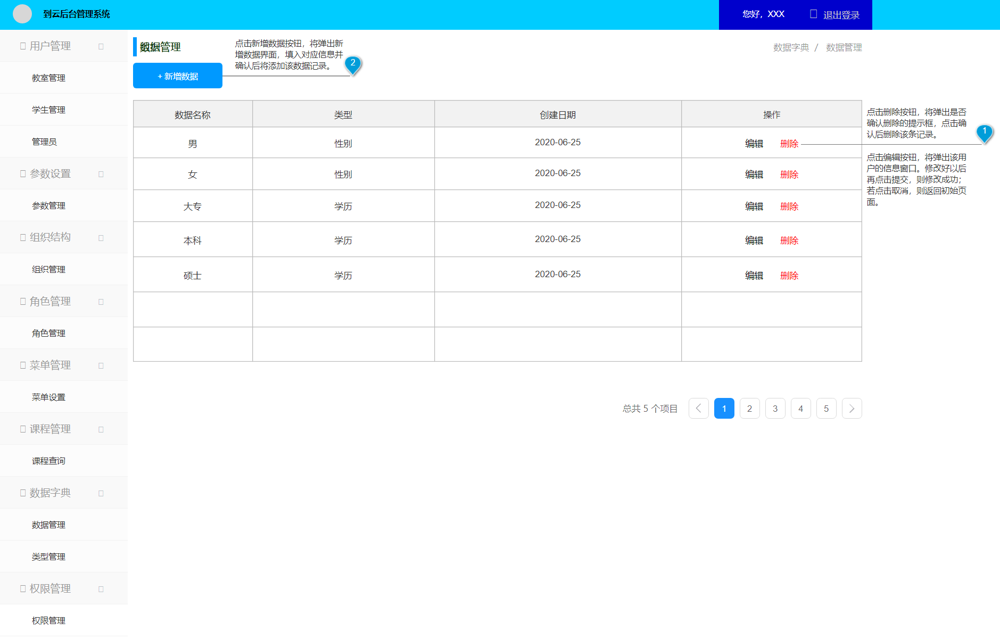 到云后台管理系统
您好，XXX
退出登录
用户管理
教室管理
学生管理
管理员
参数设置
参数管理
组织结构
组织管理
角色管理
角色管理
菜单管理
菜单设置
课程管理
课程查询
数据字典
数据管理
类型管理
权限管理
权限管理
数据管理
点击新增数据按钮，将弹出新
增数据界面，填入对应信息并
确认后将添加该数据记录。
2
数据字典 / 数据管理
+ 新增数据
数据名称 类型 创建日期 操作
男 性别 2020-06-25 编辑 删除
女 性别 2020-06-25 编辑 删除
大专 学历 2020-06-25 编辑 删除
本科 学历 2020-06-25 编辑 删除
硕士 学历 2020-06-25 编辑 删除
点击删除按钮，将弹出是否
确认删除的提示框，点击确
认后删除该条记录。
1
点击编辑按钮，将弹出该用
户的信息窗口。修改好以后
再点击提交，则修改成功；
若点击取消，则返回初始页
面。
总共 5 个项目 1 2 3 4 5